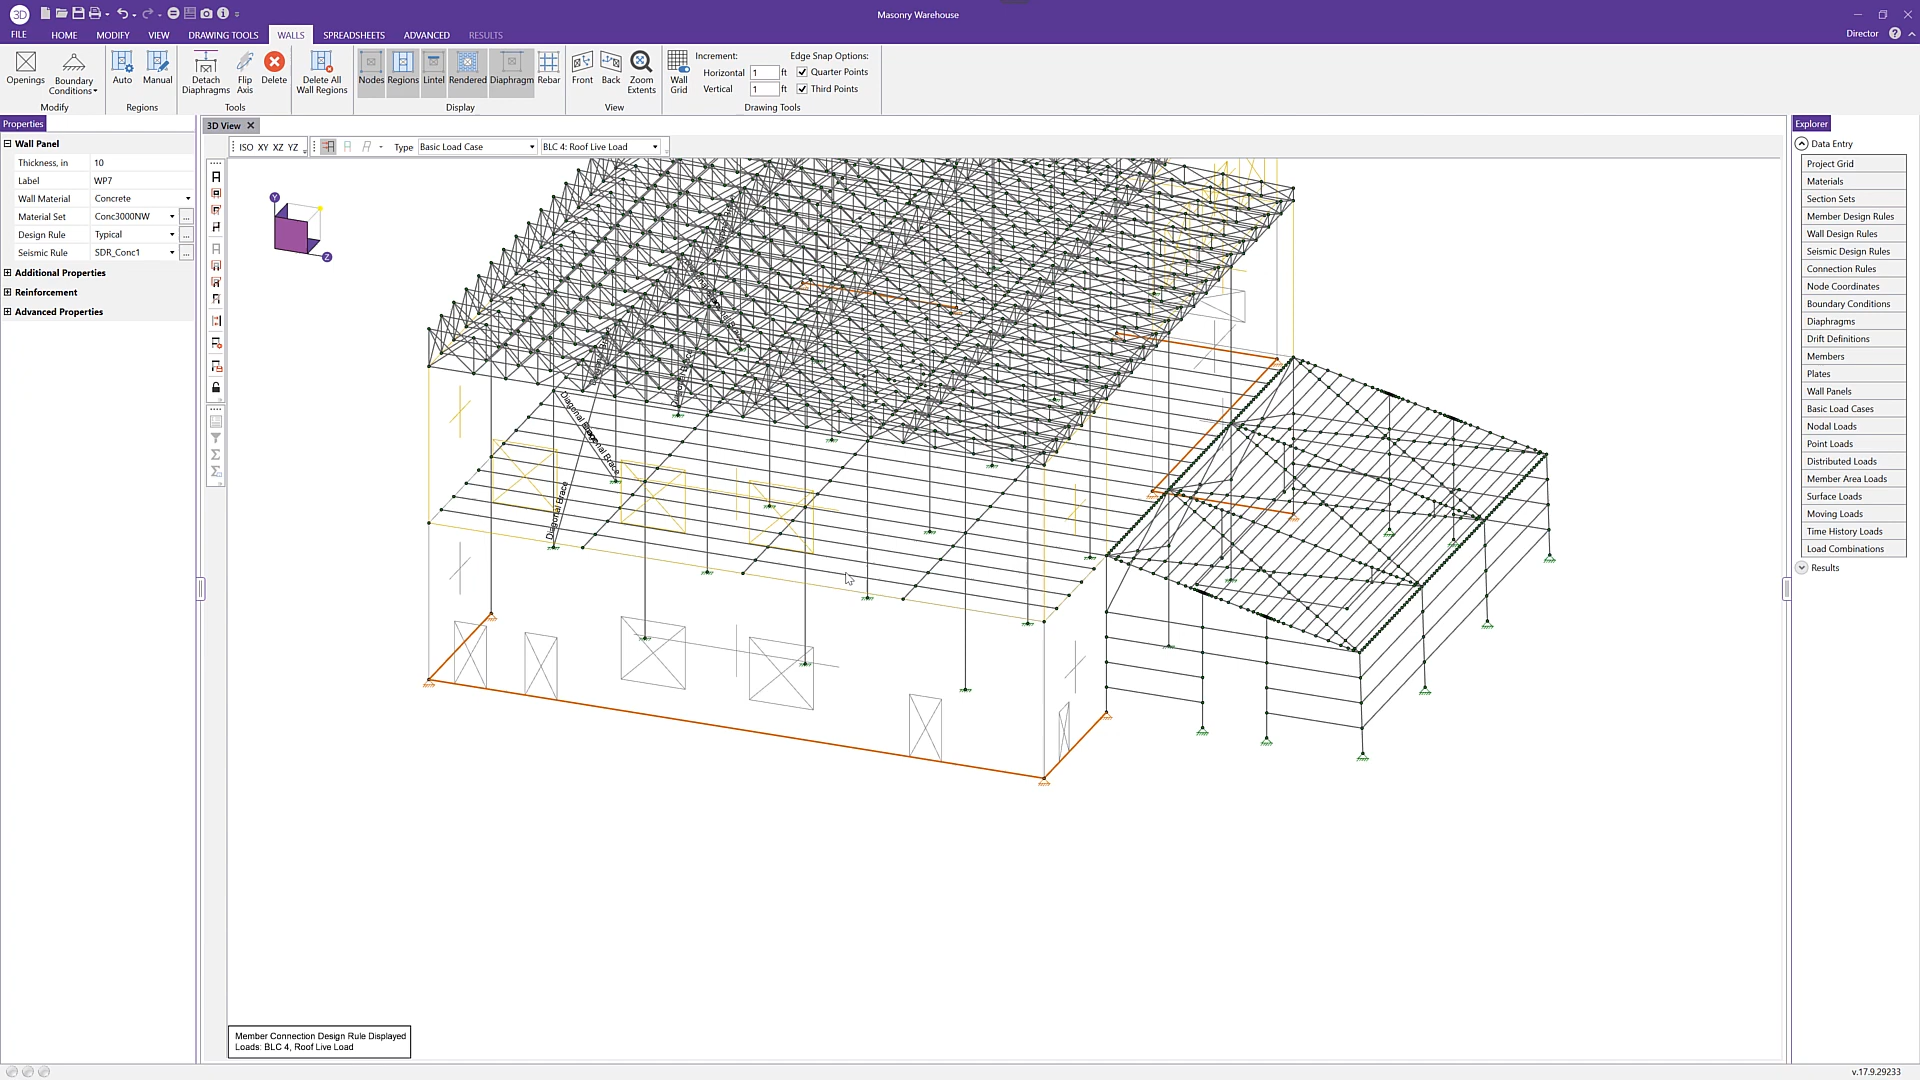 3D
Masonry Warehouse
FILE HOME MODIFY VIEW DRAWING TOOLS WALLS SPREADSHEETS ADVANCED RESULTS
Director
Openings Boundary Conditions Auto Manual Detach Diaphragms Flip Axis Delete Delete All Wall Regions Nodes Regions Lintel Rendered Diaphragm Rebar Front Back Zoom Extents Wall Grid
Increment: Edge Snap Options:
Horizontal 1 ft Quarter Points
Vertical 1 ft Third Points
Modify Regions Tools Display View Drawing Tools
Properties
Wall Panel
Thickness, in 10
Label WP7
Wall Material Concrete
Material Set Conc3000NW ...
Design Rule Typical ...
Seismic Rule SDR_Conc1 ...
Additional Properties
Reinforcement
Advanced Properties
3D View
ISO XY XZ YZ Type Basic Load Case BLC 4: Roof Live Load
Y
Z
Diagonal Brace
Diagonal Brace
Diagonal Brace
Member Connection Design Rule Displayed
Loads: BLC 4, Roof Live Load
Explorer
Data Entry
Project Grid
Materials
Section Sets
Member Design Rules
Wall Design Rules
Seismic Design Rules
Connection Rules
Node Coordinates
Boundary Conditions
Diaphragms
Drift Definitions
Members
Plates
Wall Panels
Basic Load Cases
Nodal Loads
Point Loads
Distributed Loads
Member Area Loads
Surface Loads
Moving Loads
Time History Loads
Load Combinations
Results
v.17.9.29233